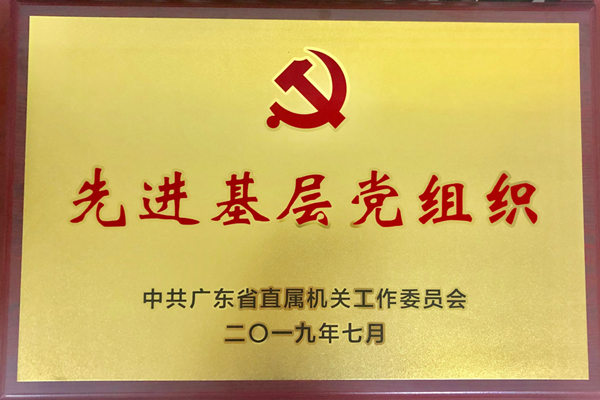 先进基层党组织
中共广东省直属机关工作委员会
二〇一九年七月